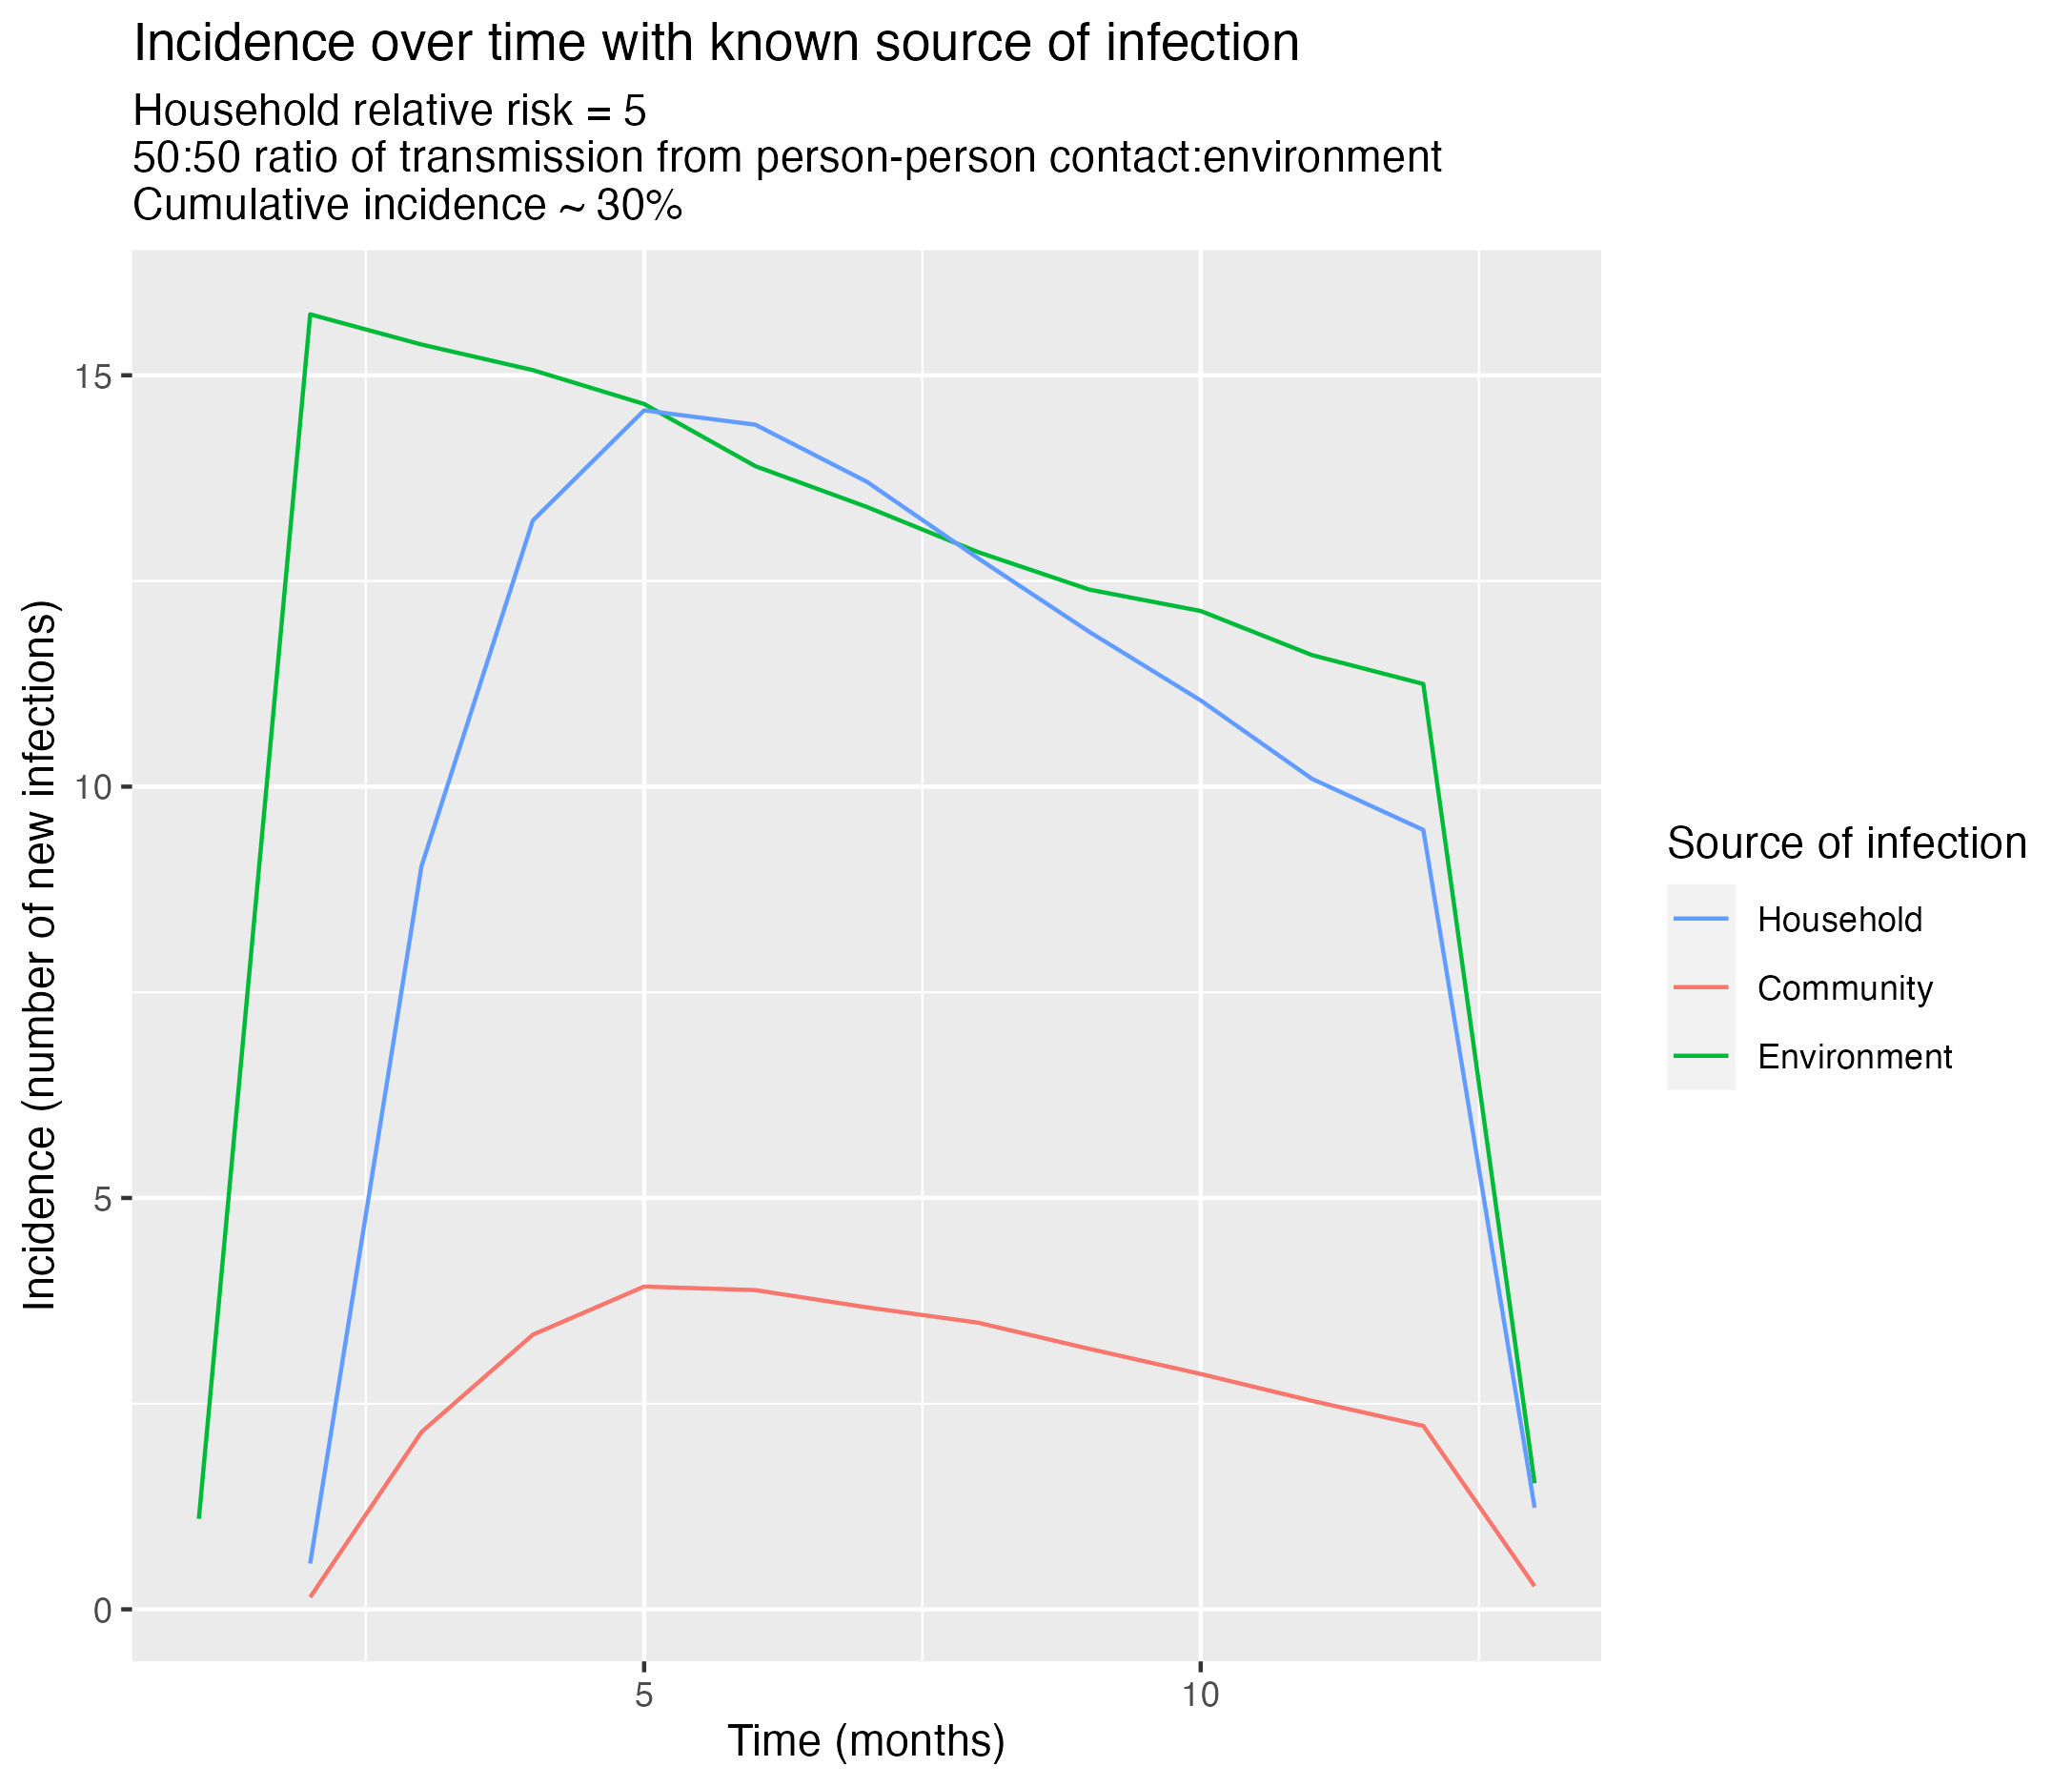 Incidence over time with known source of infection
Household relative risk = 5
50:50 ratio of transmission from person-person contact:environment
Cumulative incidence ~ 30%
Incidence (number of new infections)
15
10
5
0
5
10
Time (months)
Source of infection
Household
Community
Environment